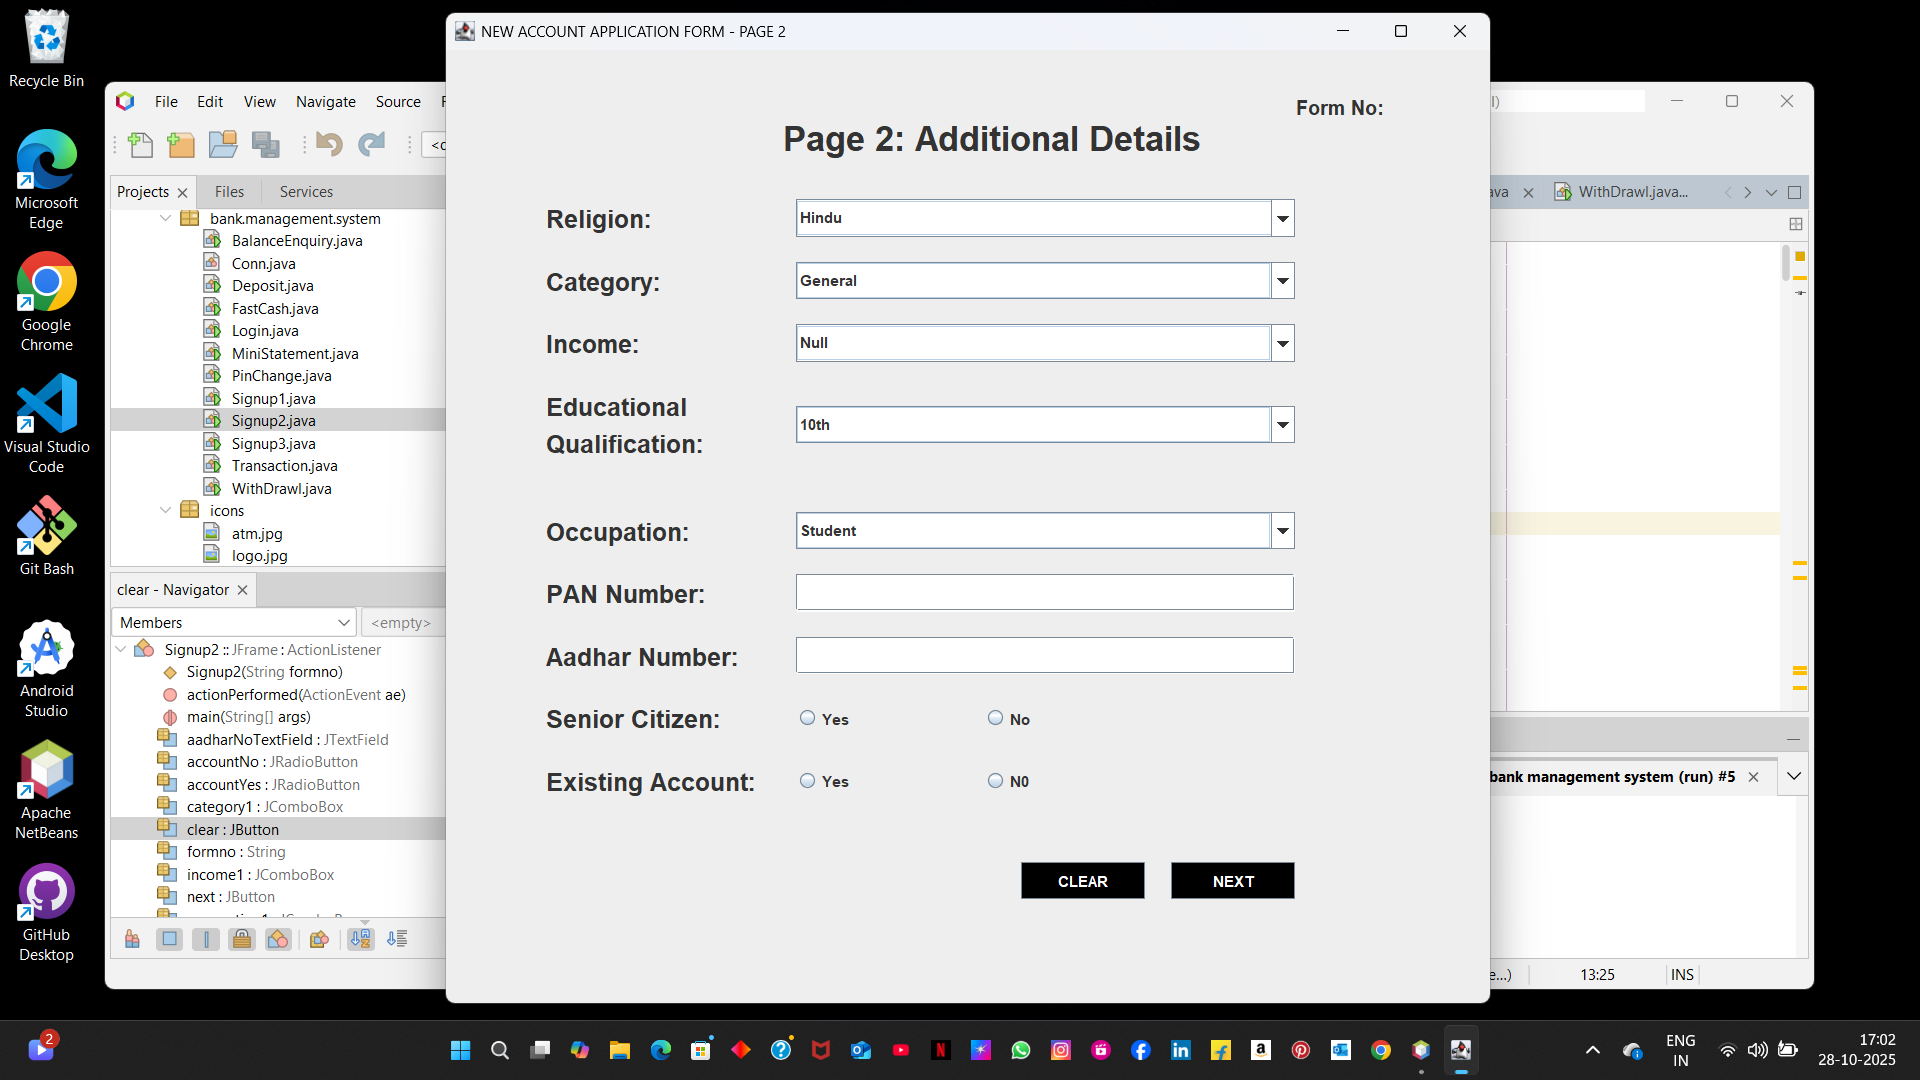 Recycle Bin
Microsoft
Edge
Google
Chrome
Visual Studio
Code
Git Bash
Android
Studio
Apache
NetBeans
GitHub
Desktop
File Edit View Navigate Source
Projects Files Services
bank.management.system
BalanceEnquiry.java
Conn.java
Deposit.java
FastCash.java
Login.java
MiniStatement.java
PinChange.java
Signup1.java
Signup2.java
Signup3.java
Transaction.java
WithDrawl.java
icons
atm.jpg
logo.jpg
clear - Navigator
Members <empty>
Signup2 :: JFrame : ActionListener
Signup2(String formno)
actionPerformed(ActionEvent ae)
main(String[] args)
aadharNoTextField : JTextField
accountNo : JRadioButton
accountYes : JRadioButton
category1 : JComboBox
clear : JButton
formno : String
income1 : JComboBox
next : JButton
NEW ACCOUNT APPLICATION FORM - PAGE 2
Form No:
Page 2: Additional Details
Religion: Hindu
Category: General
Income: Null
Educational
Qualification: 10th
Occupation: Student
PAN Number:
Aadhar Number:
Senior Citizen: Yes No
Existing Account: Yes N0
CLEAR NEXT
WithDrawl.java...
bank management system (run) #5
13:25 INS
2
ENG
IN
17:02
28-10-2025